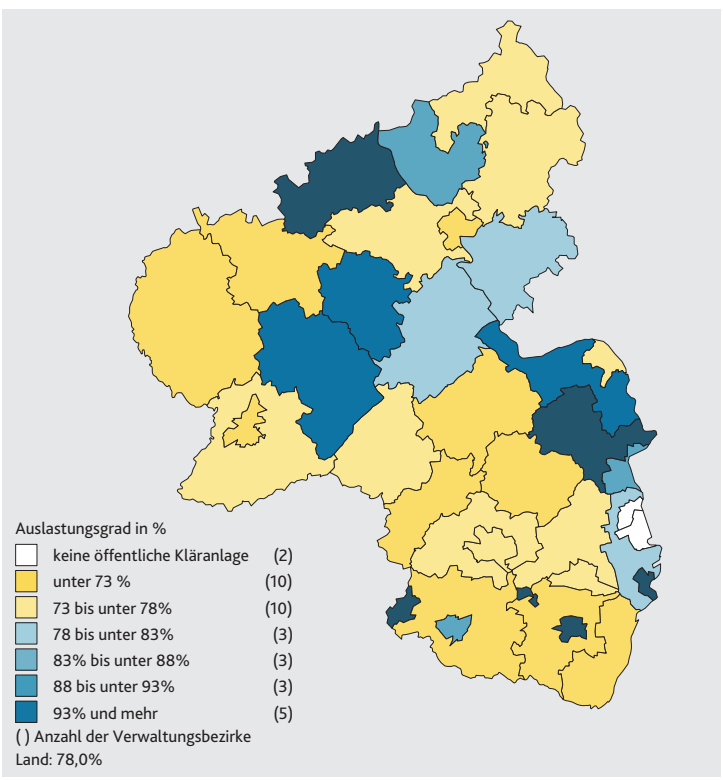 Auslastungsgrad in %
keine öffentliche Kläranlage (2)
unter 73 % (10)
73 bis unter 78% (10)
78 bis unter 83% (3)
83% bis unter 88% (3)
88 bis unter 93% (3)
93% und mehr (5)
( ) Anzahl der Verwaltungsbezirke
Land: 78,0%